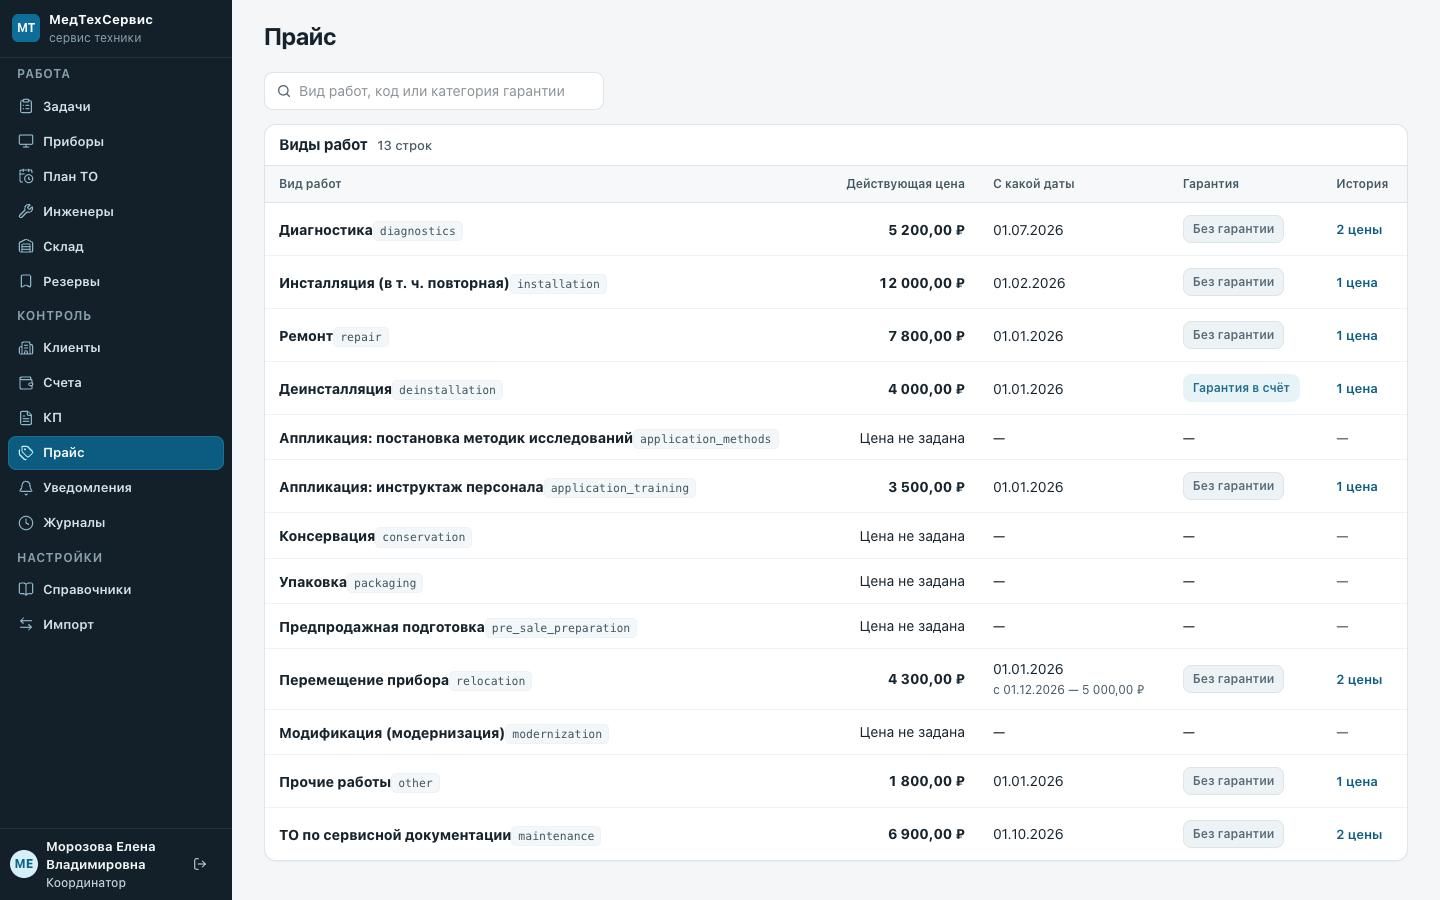 МТ
МедТехСервис
сервис техники
РАБОТА
Задачи
Приборы
План ТО
Инженеры
Склад
Резервы
КОНТРОЛЬ
Клиенты
Счета
КП
Прайс
Уведомления
Журналы
НАСТРОЙКИ
Справочники
Импорт
МЕ
Морозова Елена
Владимировна
Координатор
Прайс
Вид работ, код или категория гарантии
Виды работ 13 строк
Вид работ Действующая цена С какой даты Гарантия История
Диагностика diagnostics 5 200,00 ₽ 01.07.2026 Без гарантии 2 цены
Инсталляция (в т. ч. повторная) installation 12 000,00 ₽ 01.02.2026 Без гарантии 1 цена
Ремонт repair 7 800,00 ₽ 01.01.2026 Без гарантии 1 цена
Деинсталляция deinstallation 4 000,00 ₽ 01.01.2026 Гарантия в счёт 1 цена
Аппликация: постановка методик исследований application_methods Цена не задана — — —
Аппликация: инструктаж персонала application_training 3 500,00 ₽ 01.01.2026 Без гарантии 1 цена
Консервация conservation Цена не задана — — —
Упаковка packaging Цена не задана — — —
Предпродажная подготовка pre_sale_preparation Цена не задана — — —
Перемещение прибора relocation 4 300,00 ₽ 01.01.2026 Без гарантии 2 цены
с 01.12.2026 — 5 000,00 ₽
Модификация (модернизация) modernization Цена не задана — — —
Прочие работы other 1 800,00 ₽ 01.01.2026 Без гарантии 1 цена
ТО по сервисной документации maintenance 6 900,00 ₽ 01.10.2026 Без гарантии 2 цены